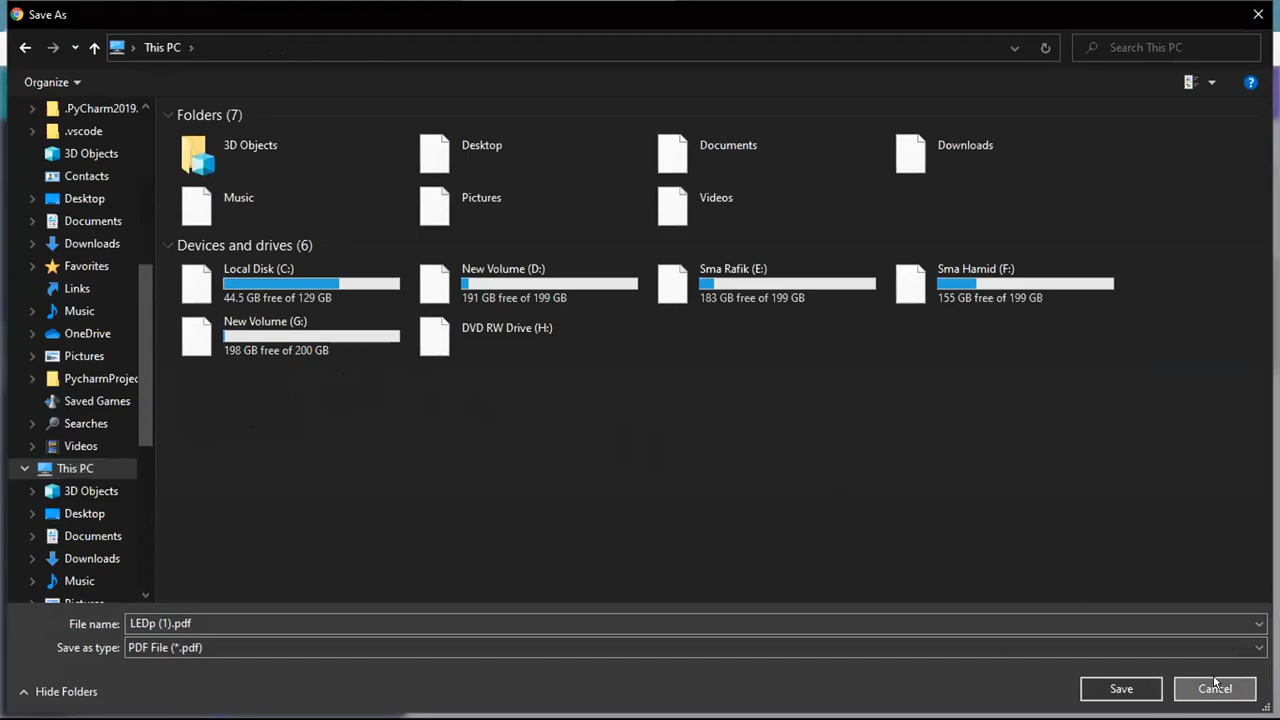 Save As
This PC
Search This PC
Organize
.PyCharm2019.
.vscode
3D Objects
Contacts
Desktop
Documents
Downloads
Favorites
Links
Music
OneDrive
Pictures
PycharmProjec
Saved Games
Searches
Videos
This PC
3D Objects
Desktop
Documents
Downloads
Music
Folders (7)
3D Objects
Desktop
Documents
Downloads
Music
Pictures
Videos
Devices and drives (6)
Local Disk (C:)
44.5 GB free of 129 GB
New Volume (D:)
191 GB free of 199 GB
Sma Rafik (E:)
183 GB free of 199 GB
Sma Hamid (F:)
155 GB free of 199 GB
New Volume (G:)
198 GB free of 200 GB
DVD RW Drive (H:)
File name: LEDp (1).pdf
Save as type: PDF File (*.pdf)
Hide Folders
Save
Cancel